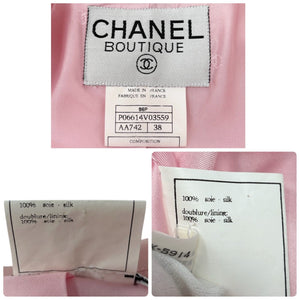 CHANEL
BOUTIQUE
MADE IN FRANCE
FABRIQUE EN FRANCE
96P
P06614V03559
AA742 38
COMPOSITION
100% soie - silk
doublure/lining:
100% soie - silk
100% soie - silk
doublure/lining:
100% soie - silk
-5914